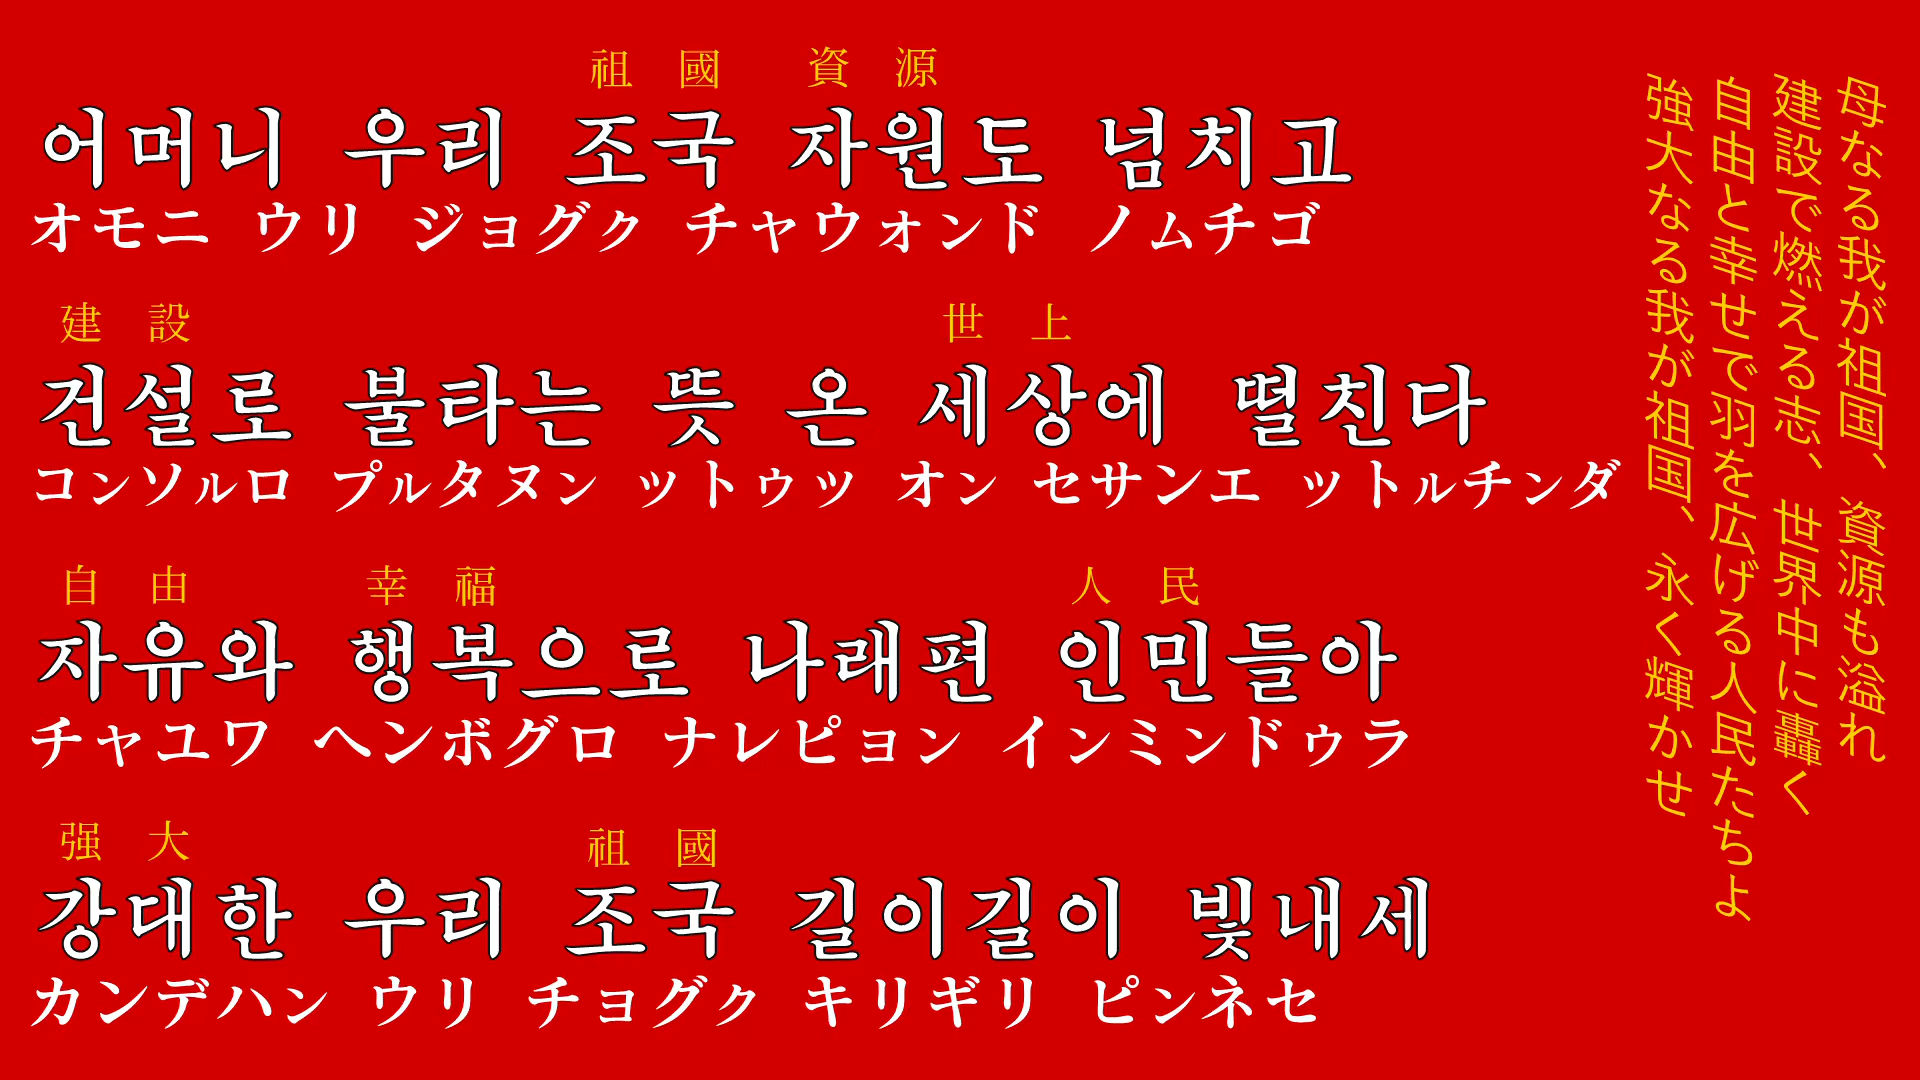 祖國 資源
어머니 우리 조국 자원도 넘치고
オモニ ウリ ジョグㇰ チャウォンド ノㇺチゴ
建設 世上
건설로 불타는 뜻 온 세상에 떨친다
コンソㇽロ プㇽタヌン ットゥッ オン セサンエ ットㇽチンダ
自由 幸福 人民
자유와 행복으로 나래편 인민들아
チャユワ ヘンボグロ ナレピョン インミンドゥラ
强大 祖國
강대한 우리 조국 길이길이 빛내세
カンデハン ウリ チョグㇰ キリギリ ピンネセ
母なる我が祖国、資源も溢れ
建設で燃える志、世界中に轟く
自由と幸せで羽を広げる人民たちよ
強大なる我が祖国、永く輝かせ